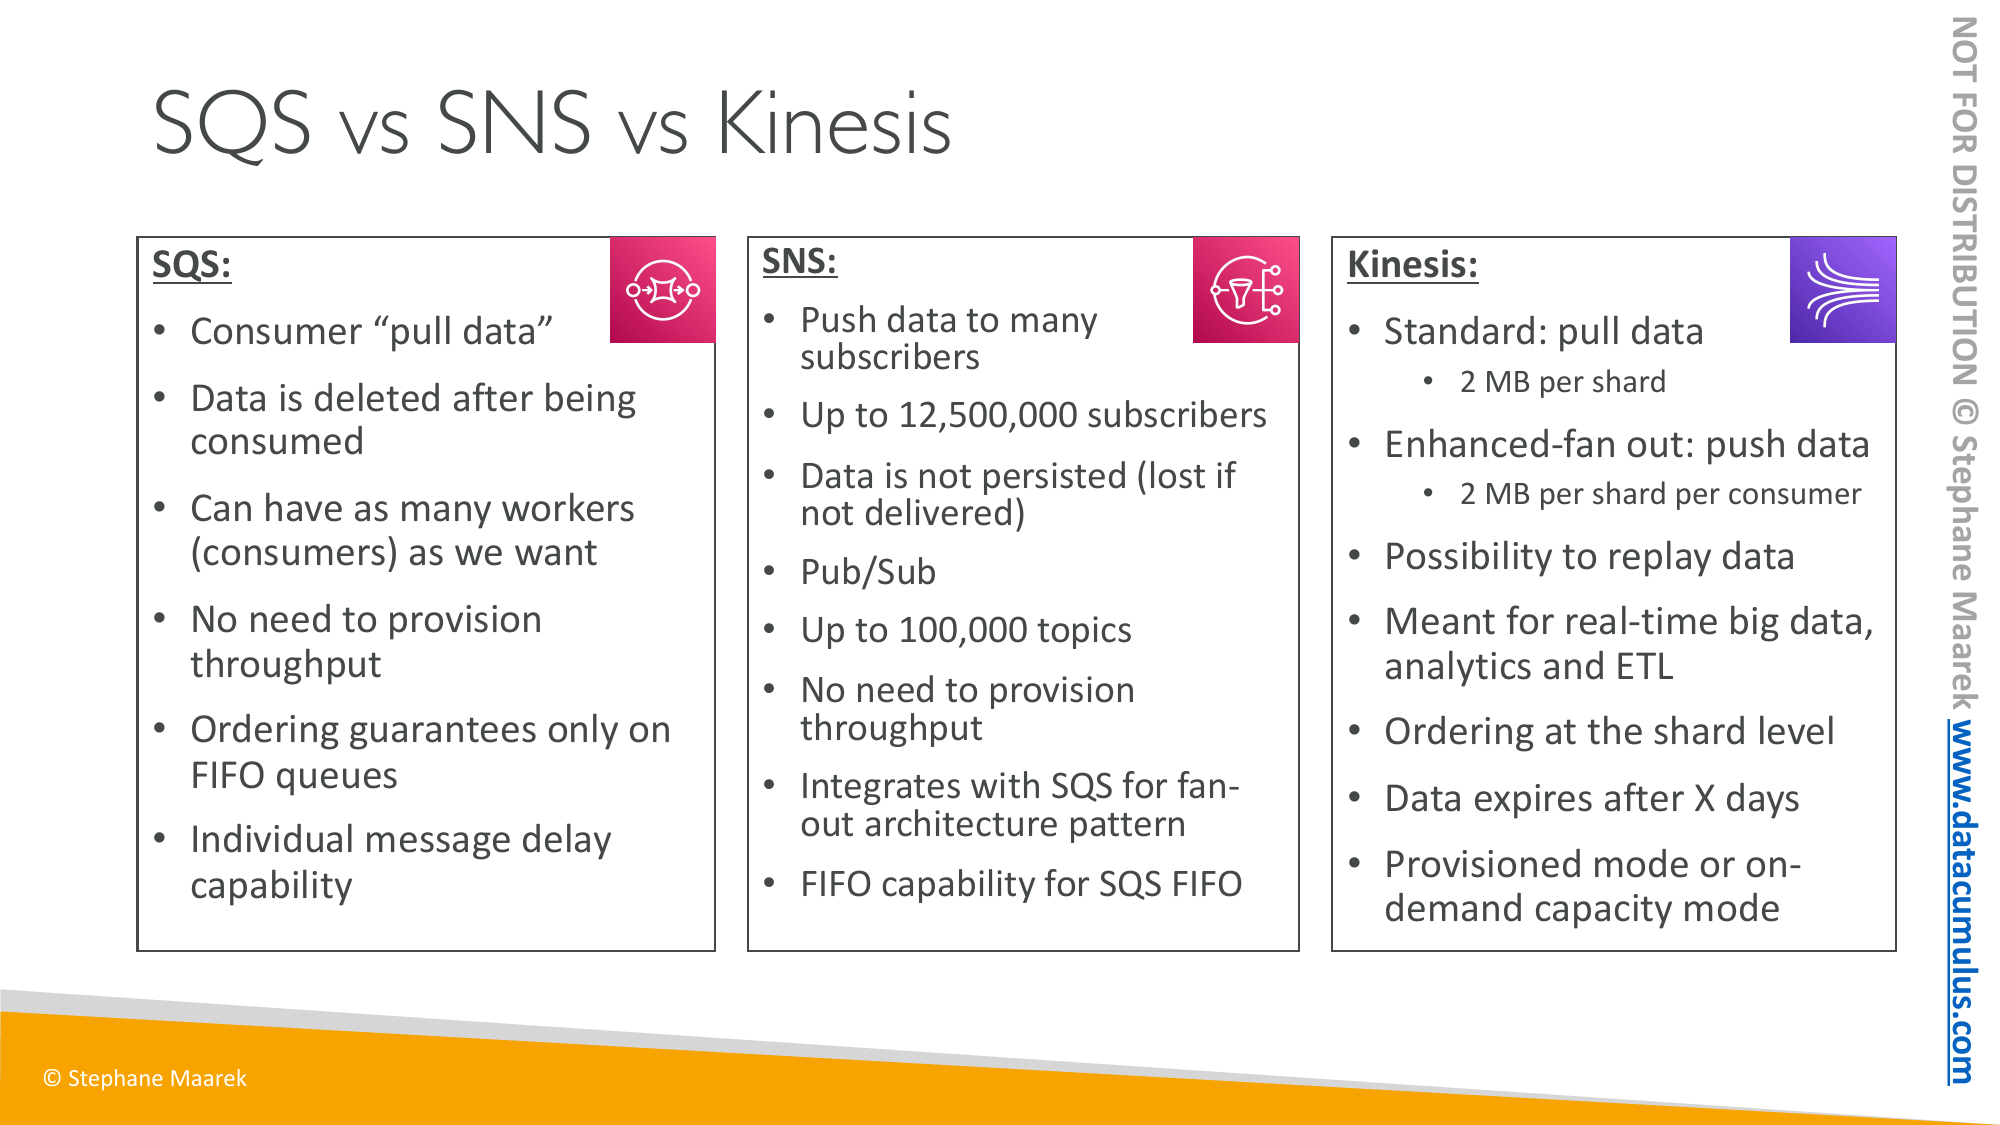 SQS vs SNS vs Kinesis
SQS:
• Consumer “pull data”
• Data is deleted after being
consumed
• Can have as many workers
(consumers) as we want
• No need to provision
throughput
• Ordering guarantees only on
FIFO queues
• Individual message delay
capability
SNS:
• Push data to many
subscribers
• Up to 12,500,000 subscribers
• Data is not persisted (lost if
not delivered)
• Pub/Sub
• Up to 100,000 topics
• No need to provision
throughput
• Integrates with SQS for fan-
out architecture pattern
• FIFO capability for SQS FIFO
Kinesis:
• Standard: pull data
• 2 MB per shard
• Enhanced-fan out: push data
• 2 MB per shard per consumer
• Possibility to replay data
• Meant for real-time big data,
analytics and ETL
• Ordering at the shard level
• Data expires after X days
• Provisioned mode or on-
demand capacity mode
© Stephane Maarek
NOT FOR DISTRIBUTION © Stephane Maarek www.datacumulus.com